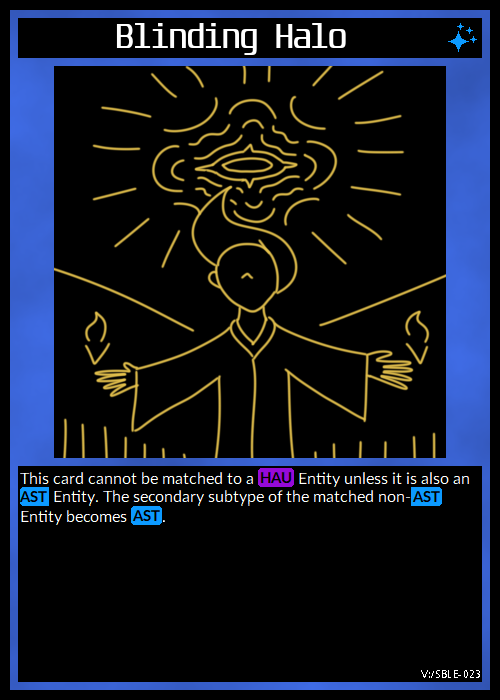 Blinding Halo
This card cannot be matched to a HAU Entity unless it is also an
AST Entity. The secondary subtype of the matched non-AST
Entity becomes AST.
V:/SBLE-023